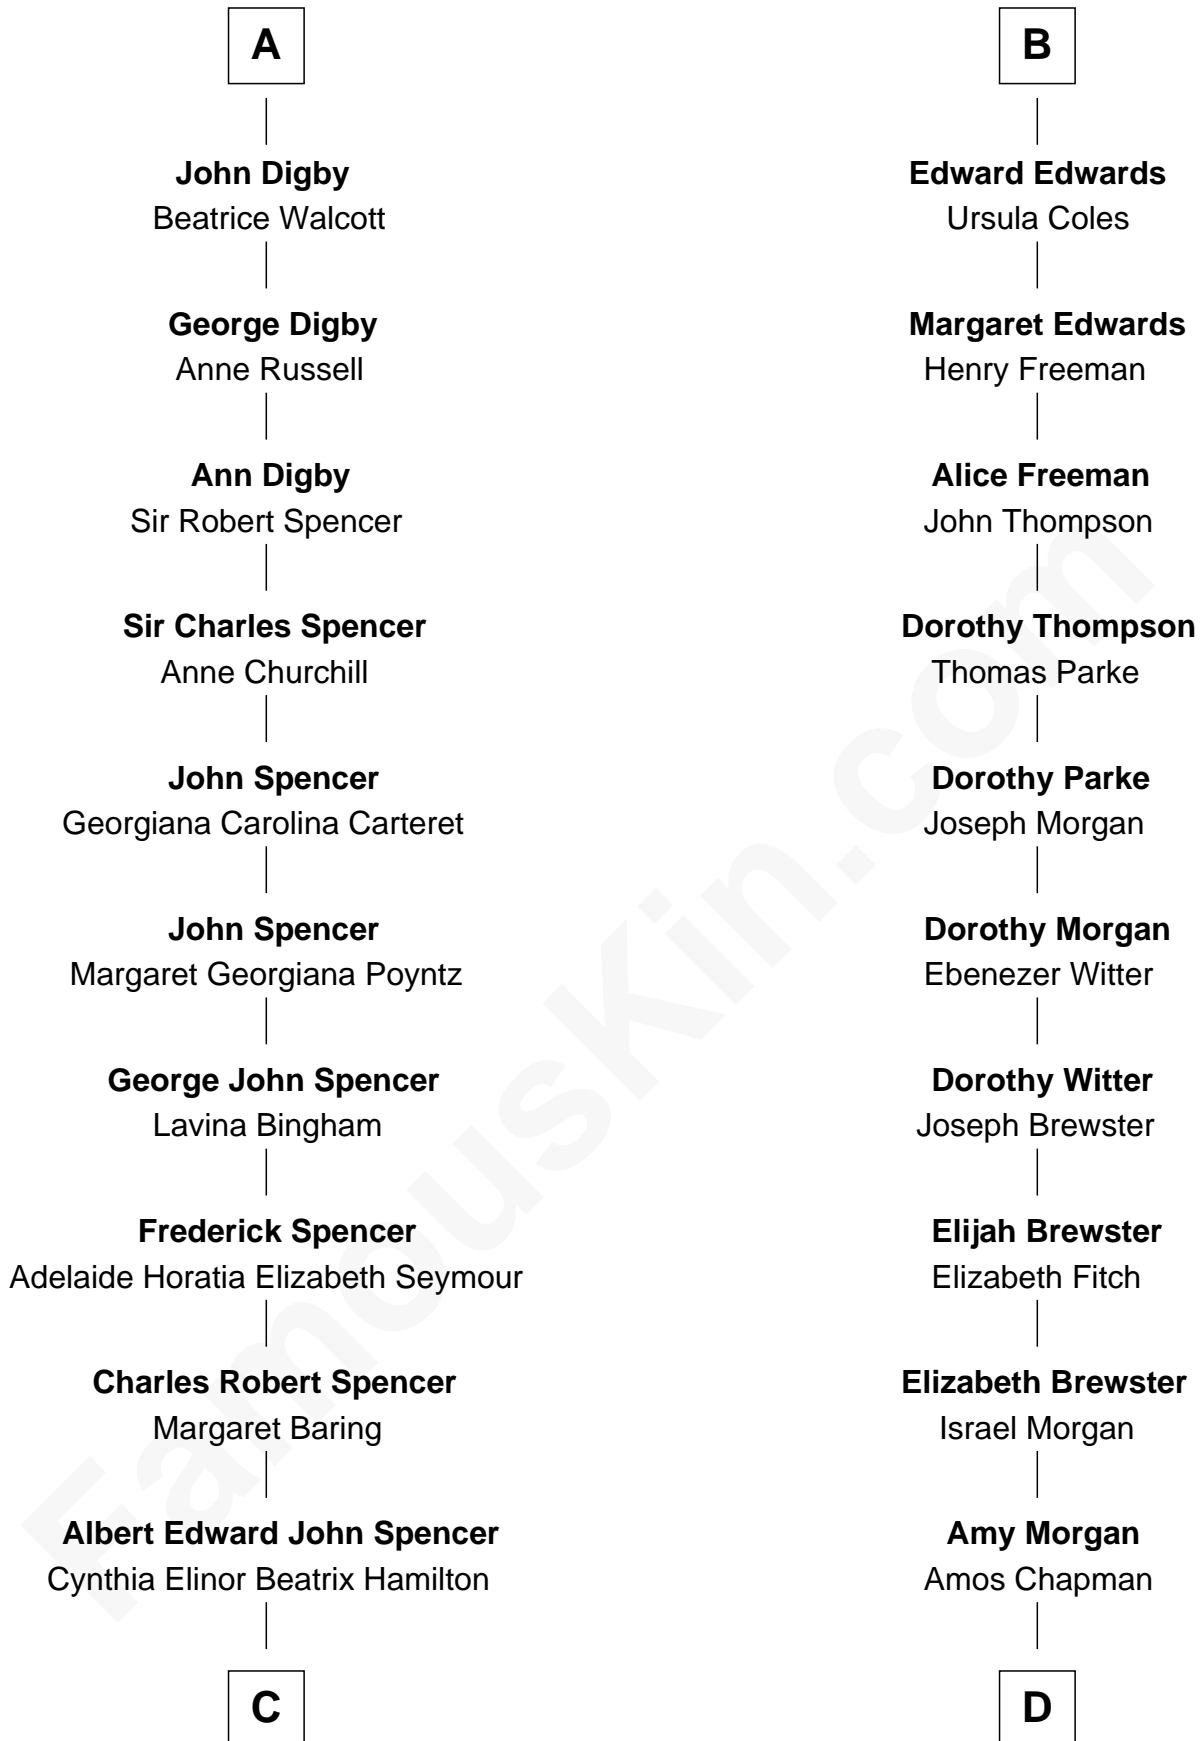 A
John Digby
Beatrice Walcott
George Digby
Anne Russell
Ann Digby
Sir Robert Spencer
Sir Charles Spencer
Anne Churchill
John Spencer
Georgiana Carolina Carteret
John Spencer
Margaret Georgiana Poyntz
George John Spencer
Lavina Bingham
Frederick Spencer
Adelaide Horatia Elizabeth Seymour
Charles Robert Spencer
Margaret Baring
Albert Edward John Spencer
Cynthia Elinor Beatrix Hamilton
C
B
Edward Edwards
Ursula Coles
Margaret Edwards
Henry Freeman
Alice Freeman
John Thompson
Dorothy Thompson
Thomas Parke
Dorothy Parke
Joseph Morgan
Dorothy Morgan
Ebenezer Witter
Dorothy Witter
Joseph Brewster
Elijah Brewster
Elizabeth Fitch
Elizabeth Brewster
Israel Morgan
Amy Morgan
Amos Chapman
D
FamousKin.com